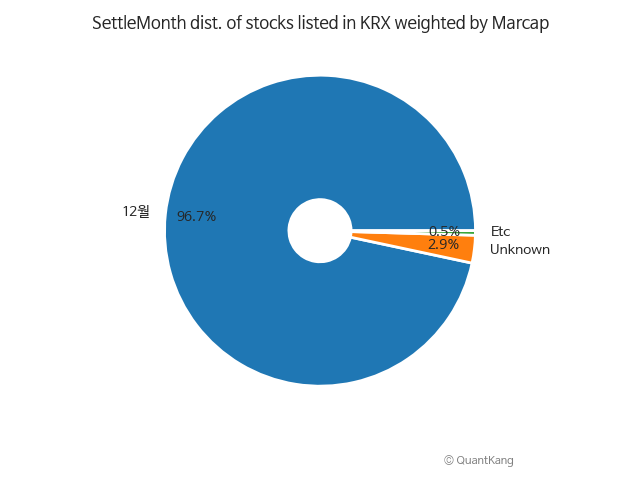 SettleMonth dist. of stocks listed in KRX weighted by Marcap
12월
96.7%
0.5%
Etc
2.9%
Unknown
© QuantKang